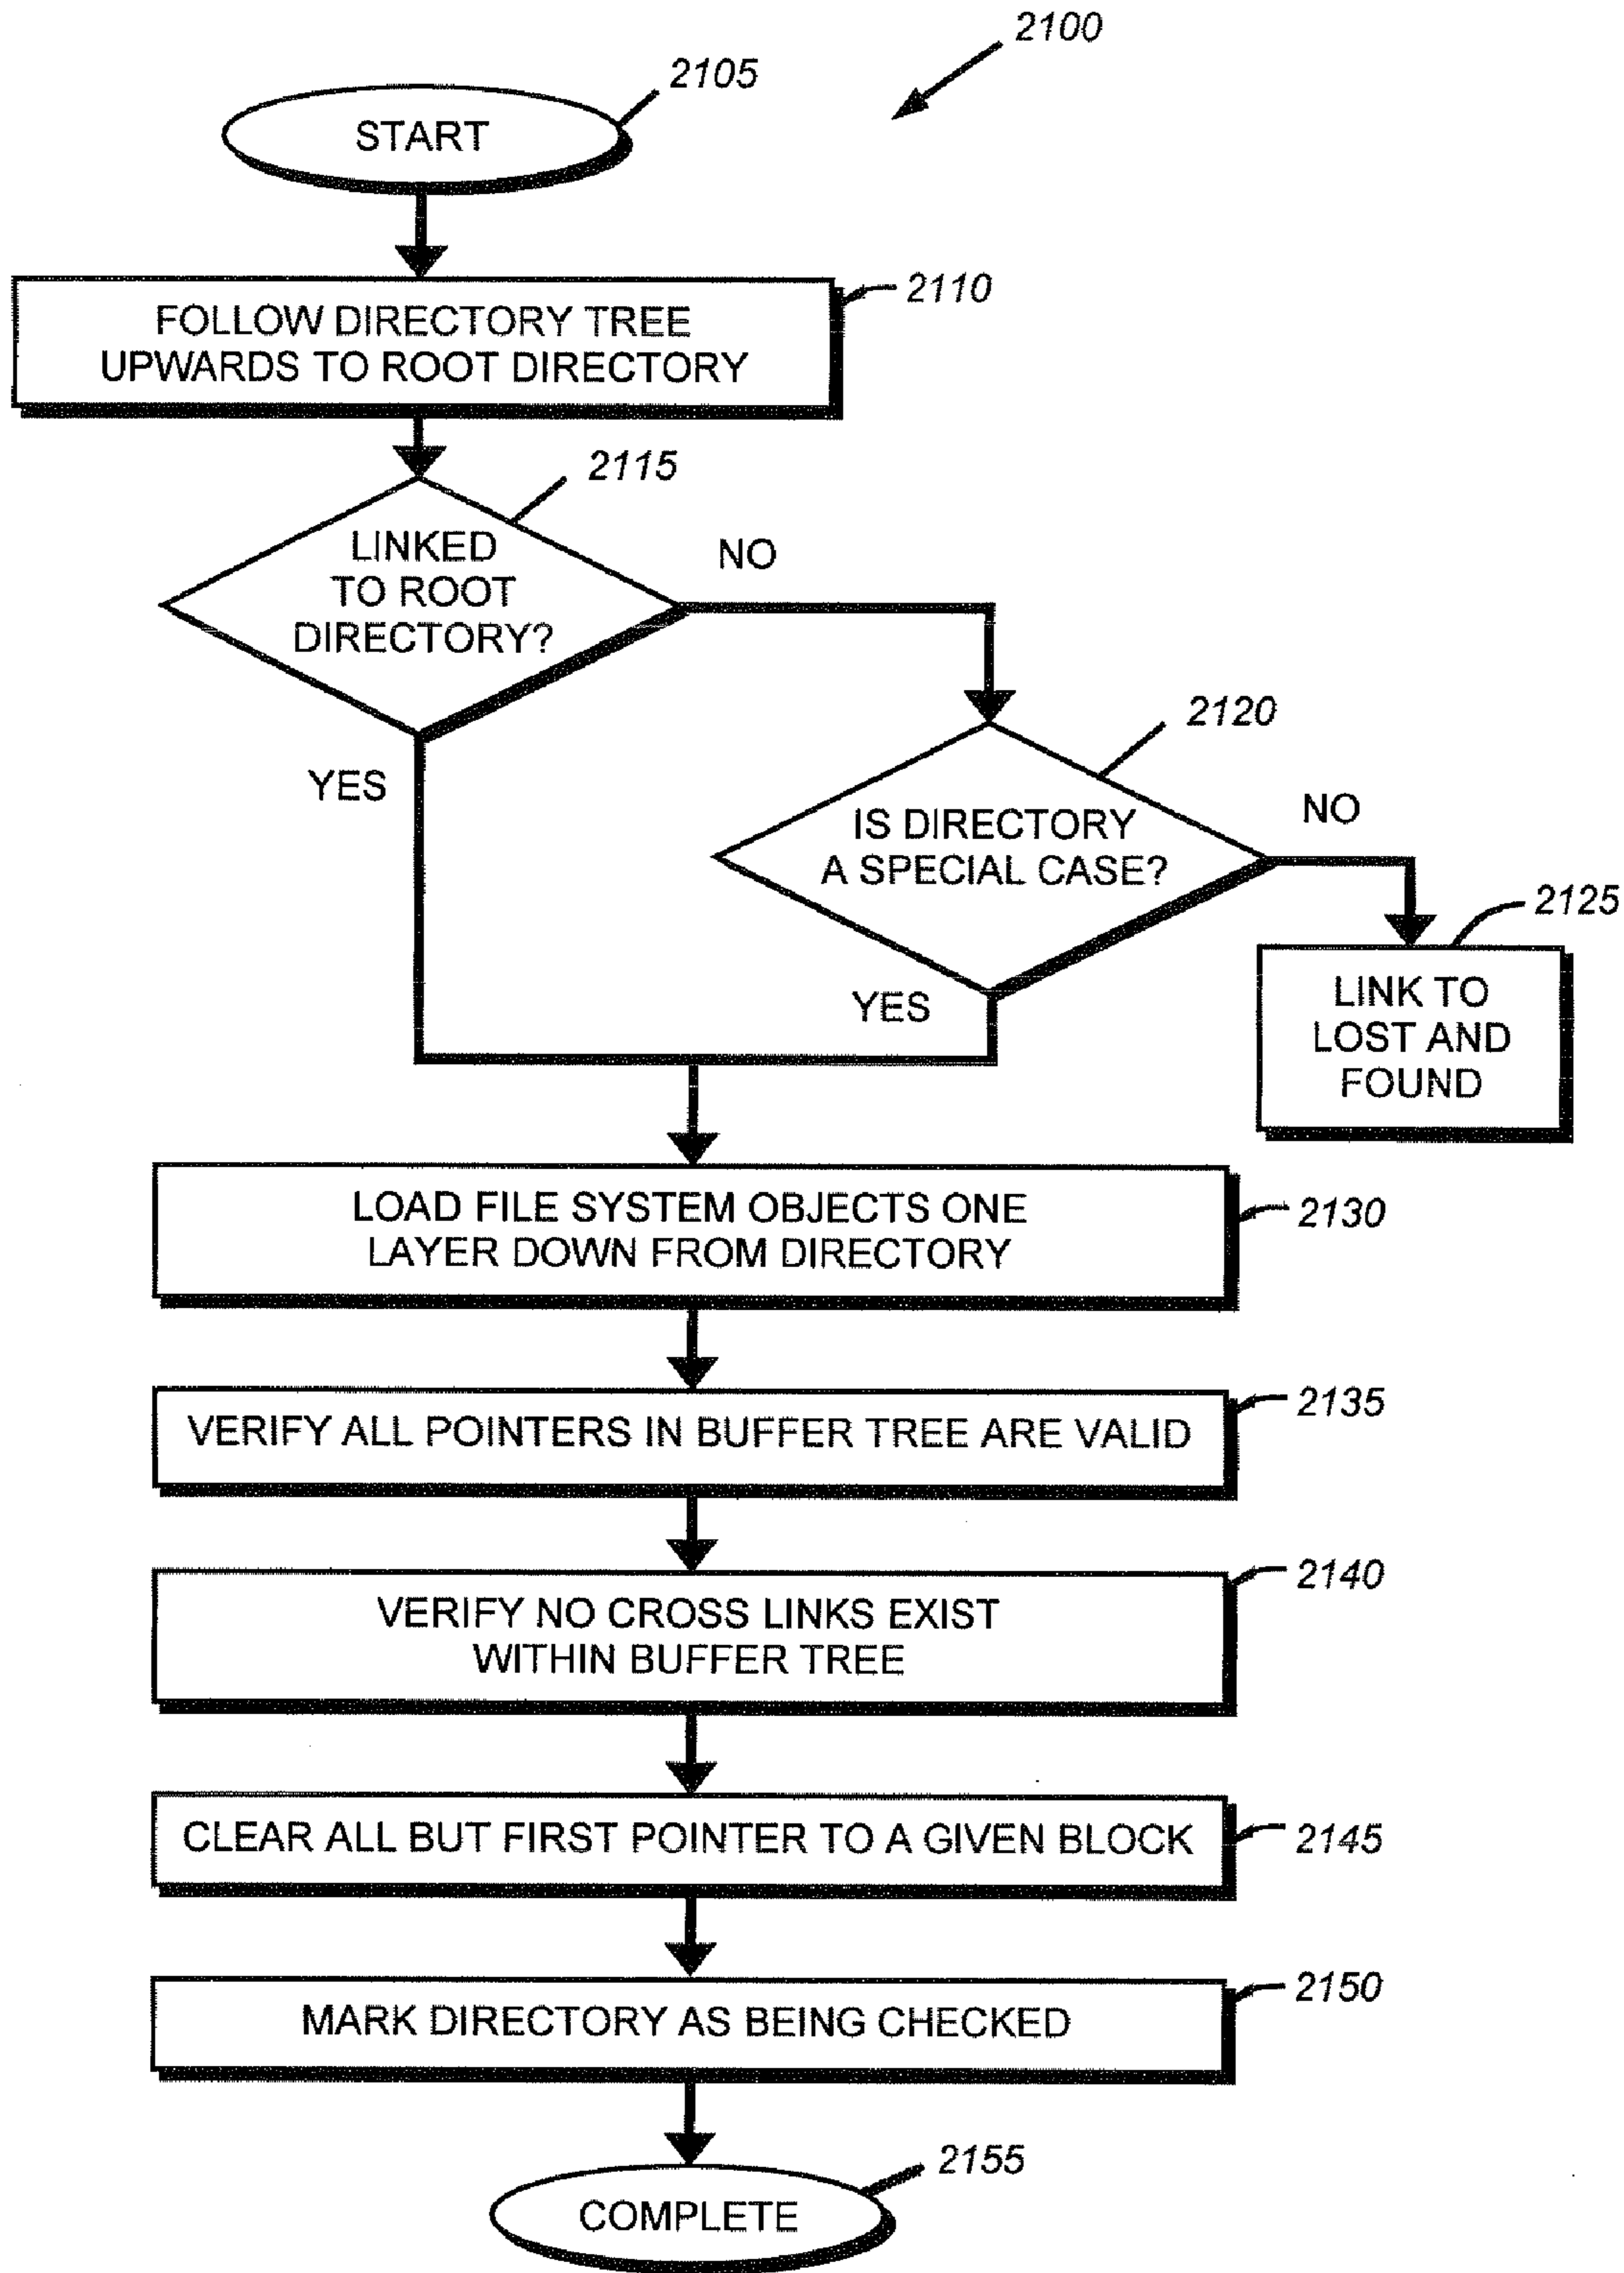 2100
2105
START
2110
FOLLOW DIRECTORY TREE
UPWARDS TO ROOT DIRECTORY
2115
LINKED
TO ROOT
DIRECTORY?
NO
YES
2120
IS DIRECTORY
A SPECIAL CASE?
NO
YES
2125
LINK TO
LOST AND
FOUND
LOAD FILE SYSTEM OBJECTS ONE
LAYER DOWN FROM DIRECTORY
2130
VERIFY ALL POINTERS IN BUFFER TREE ARE VALID
2135
VERIFY NO CROSS LINKS EXIST
WITHIN BUFFER TREE
2140
CLEAR ALL BUT FIRST POINTER TO A GIVEN BLOCK
2145
MARK DIRECTORY AS BEING CHECKED
2150
2155
COMPLETE